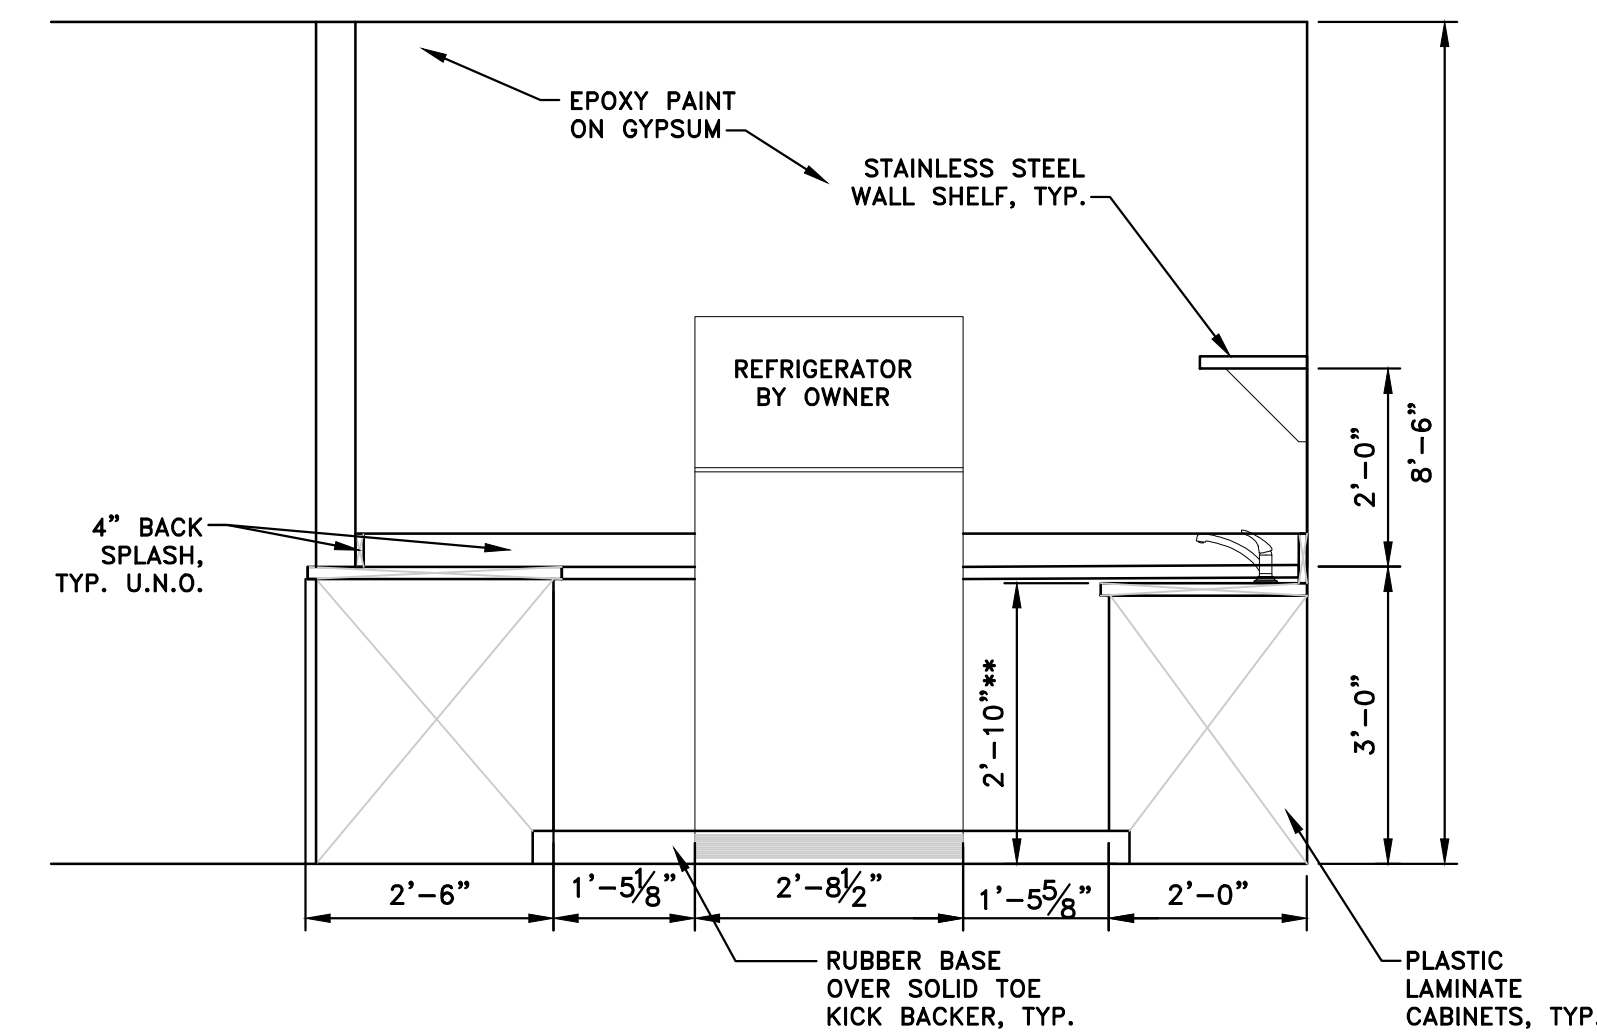 EPOXY PAINT
ON GYPSUM
STAINLESS STEEL
WALL SHELF, TYP.
REFRIGERATOR
BY OWNER
8'-6"
2'-0"
4" BACK
SPLASH,
TYP. U.N.O.
2'-10"**
3'-0"
2'-6"
1'-5⅛"
2'-8½"
1'-5⅝"
2'-0"
RUBBER BASE
OVER SOLID TOE
KICK BACKER, TYP.
PLASTIC
LAMINATE
CABINETS, TYP.